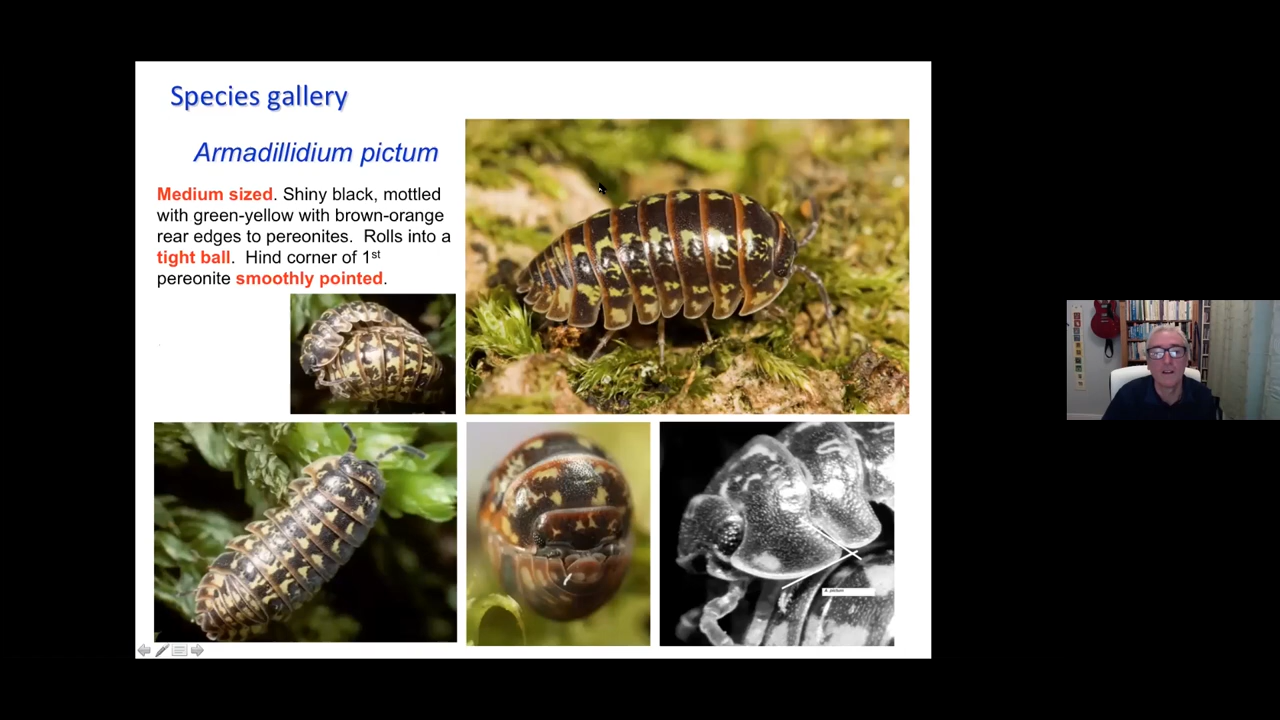 Species gallery
Armadillidium pictum
Medium sized. Shiny black, mottled
with green-yellow with brown-orange
rear edges to pereonites. Rolls into a
tight ball. Hind corner of 1st
pereonite smoothly pointed.
A. pictum